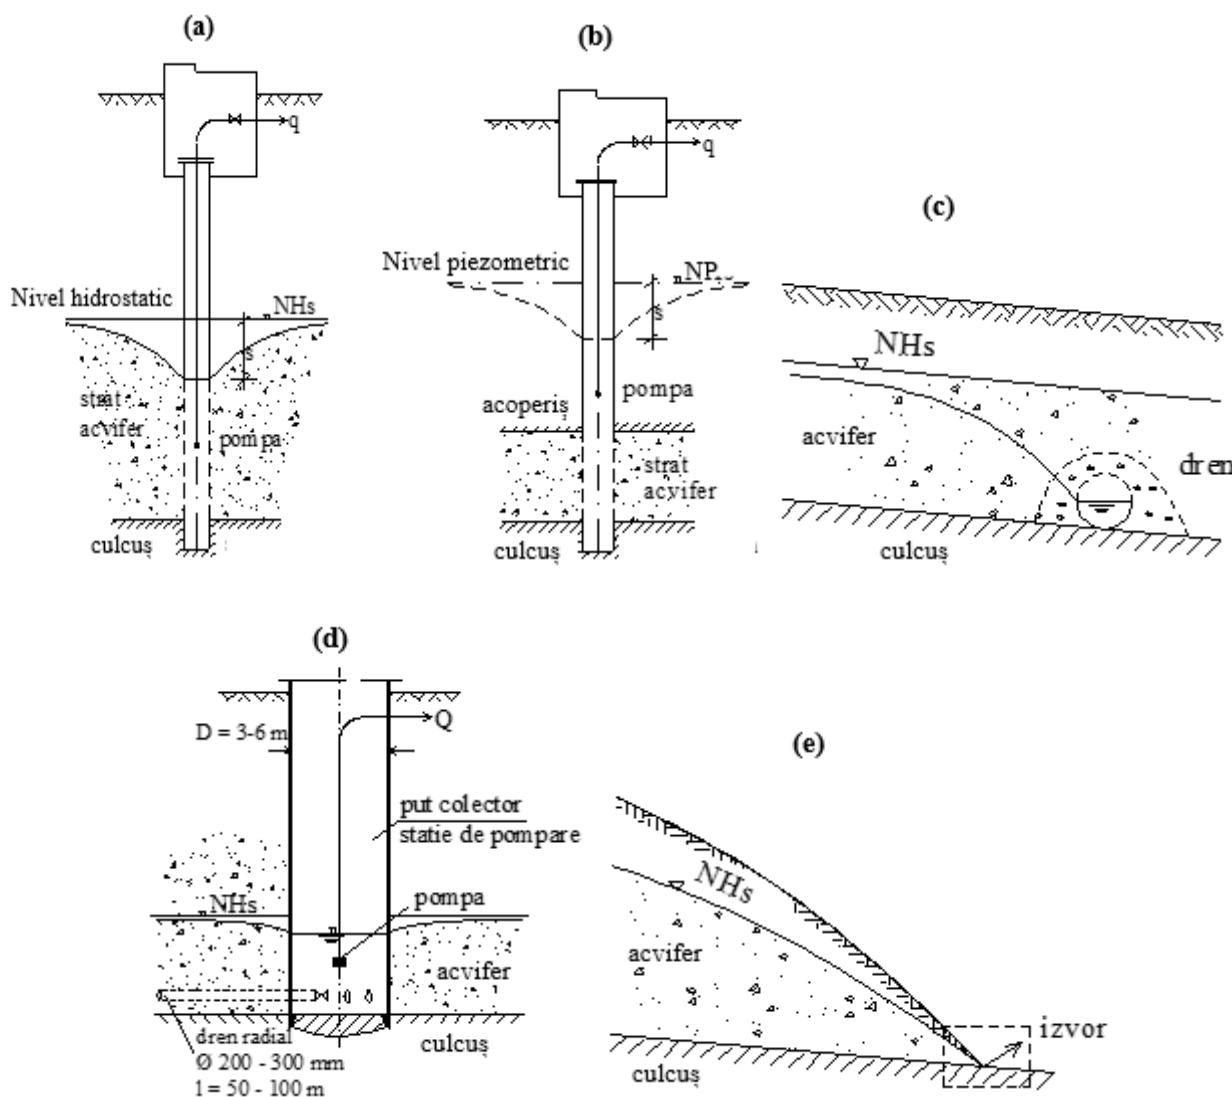 (a)
q
Nivel hidrostatic
NHs
s
strat
acvifer
pompa
culcuș
(b)
q
Nivel piezometric
NP
s
pompa
acoperiș
strat
acvifer
culcuș
(c)
NHs
acvifer
dren
culcuș
(d)
Q
D = 3-6 m
put colector
statie de pompare
NHs
pompa
acvifer
dren radial
Ø 200 - 300 mm
l = 50 - 100 m
culcuș
(e)
NHs
acvifer
izvor
culcuș